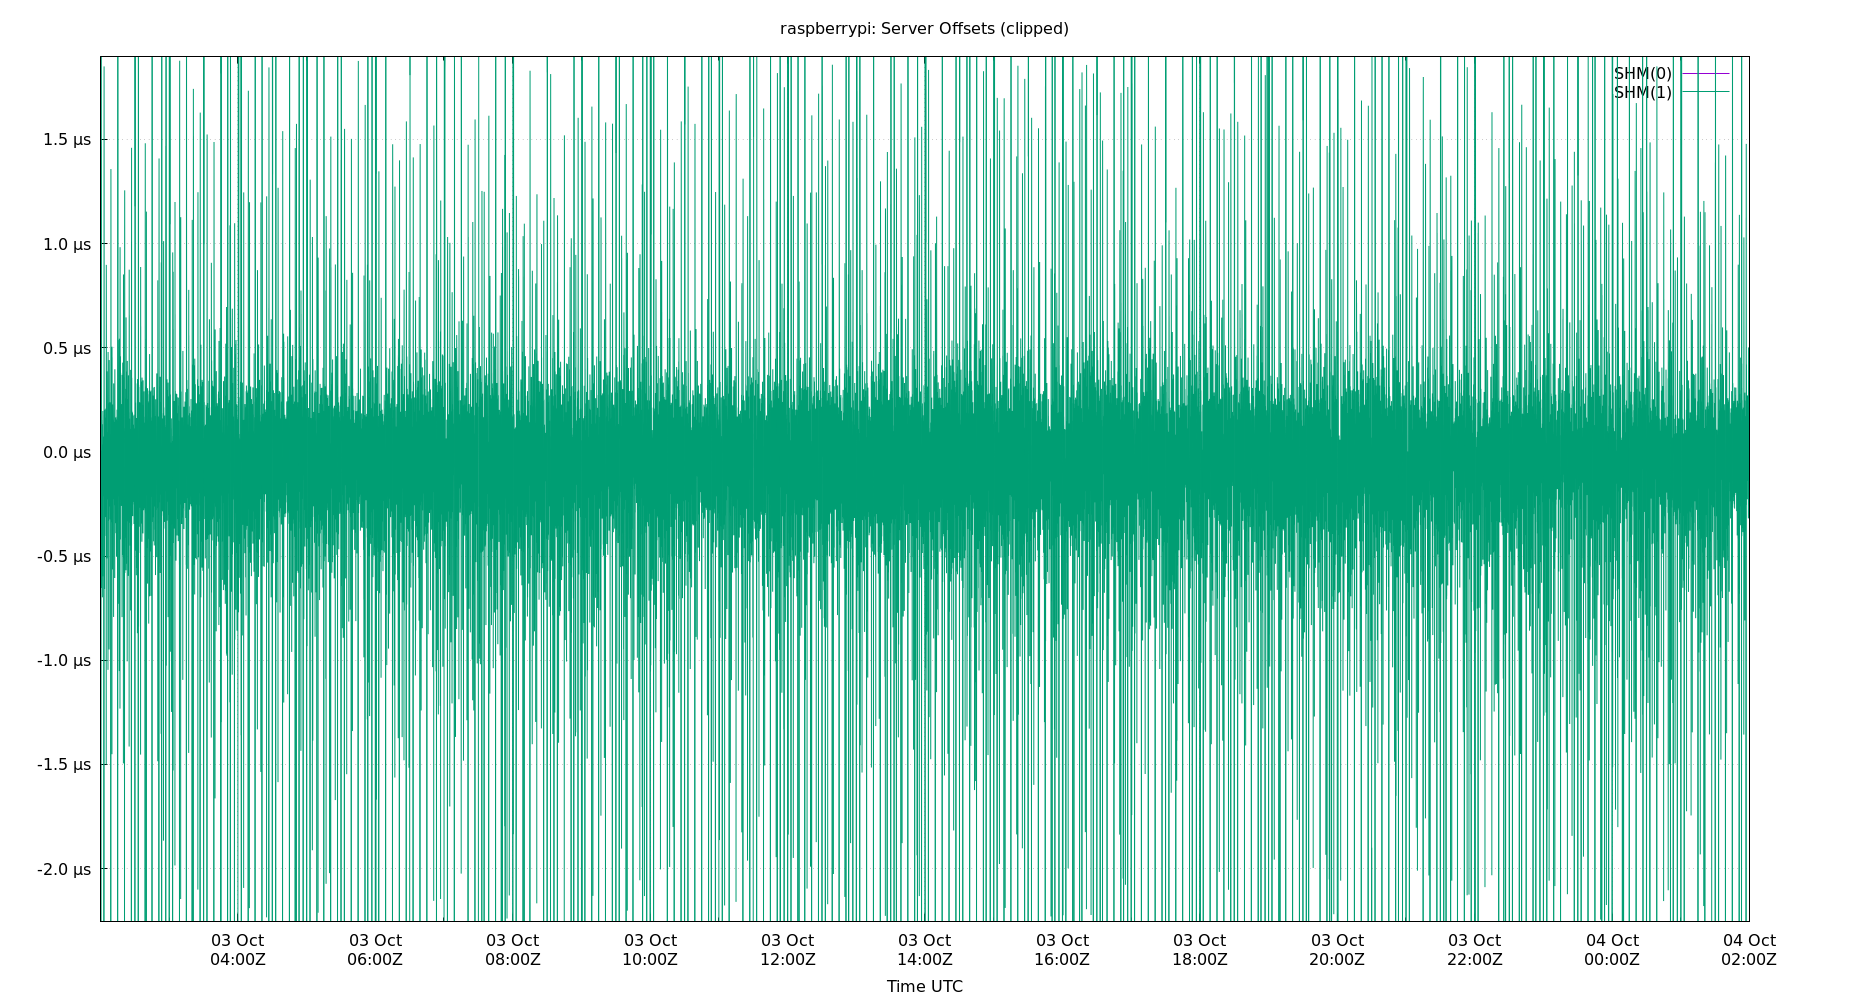 raspberrypi: Server Offsets (clipped)
SHM(0)
SHM(1)
1.5 µs
1.0 µs
0.5 µs
0.0 µs
-0.5 µs
-1.0 µs
-1.5 µs
-2.0 µs
03 Oct 03 Oct 03 Oct 03 Oct 03 Oct 03 Oct 03 Oct 03 Oct 03 Oct 03 Oct 04 Oct 04 Oct
04:00Z 06:00Z 08:00Z 10:00Z 12:00Z 14:00Z 16:00Z 18:00Z 20:00Z 22:00Z 00:00Z 02:00Z
Time UTC